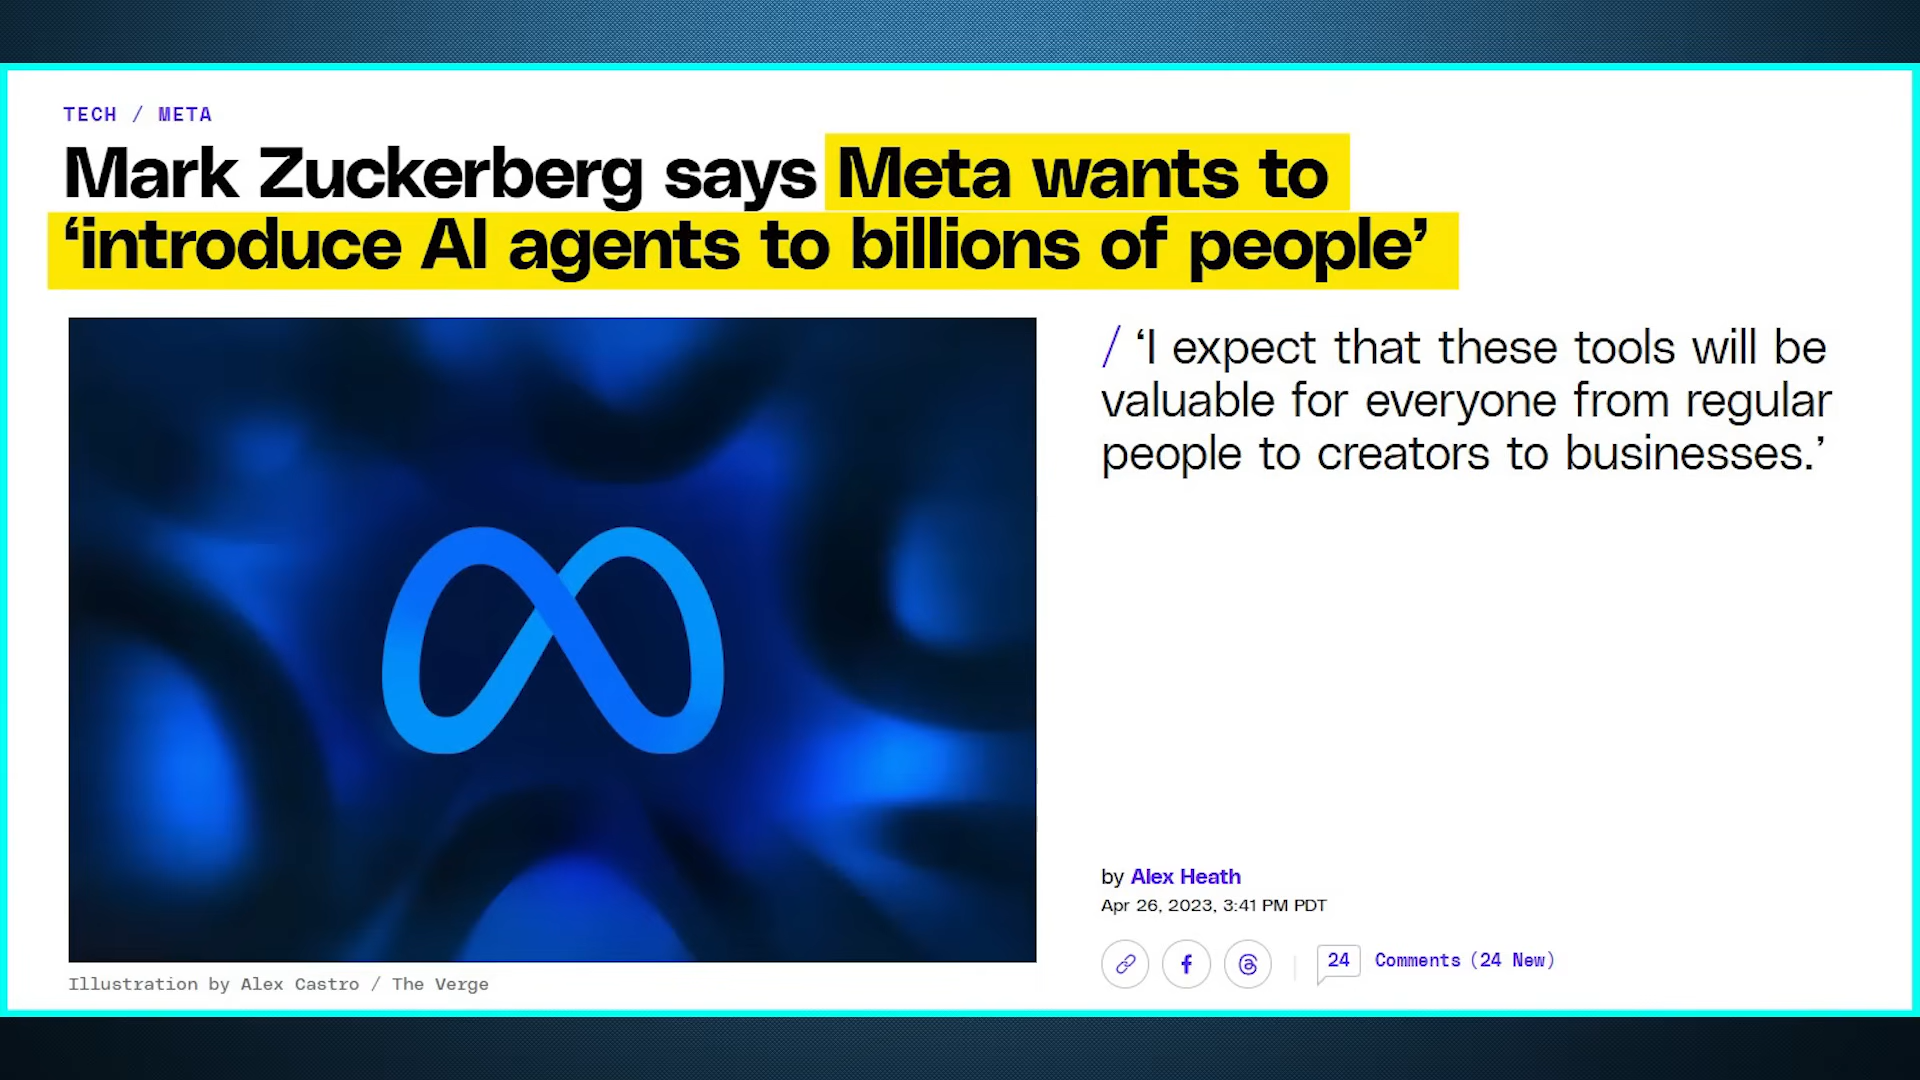 TECH / META
Mark Zuckerberg says Meta wants to
‘introduce AI agents to billions of people’
/ ‘I expect that these tools will be
valuable for everyone from regular
people to creators to businesses.’
by Alex Heath
Apr 26, 2023, 3:41 PM PDT
24 Comments (24 New)
Illustration by Alex Castro / The Verge